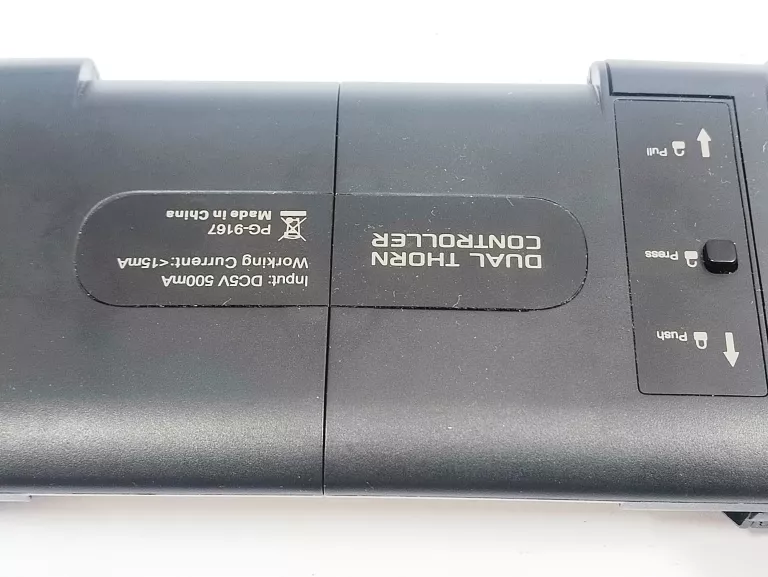 DUAL THORN
CONTROLLER
Input: DC5V 500mA
Working Current:<15mA
PG-9167
Made in China
Push
Press
Pull